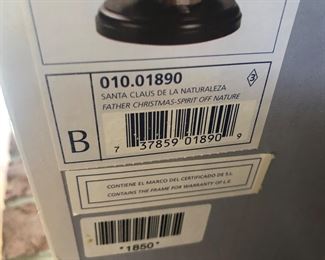 010.01890
3
SANTA CLAUS DE LA NATURALEZA
FATHER CHRISTMAS-SPIRIT OFF NATURE
B
7 37859 01890 9
CONTIENE EL MARCO DEL CERTIFICADO DE S.L.
CONTAINS THE FRAME FOR WARRANTY OF L.E.
*1850*